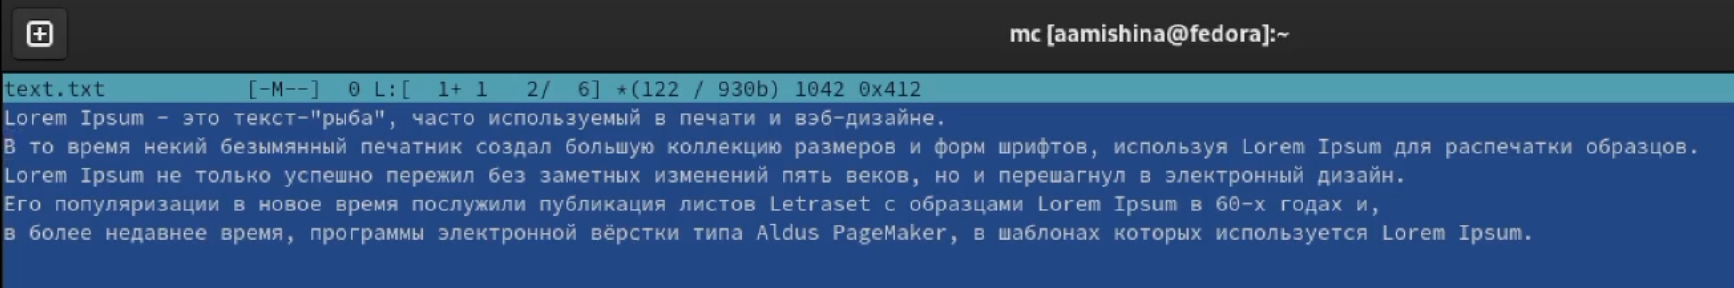 mc [aamishina@fedora]:~
text.txt [-M--] 0 L:[ 1+ 1 2/ 6] *(122 / 930b) 1042 0x412
Lorem Ipsum - это текст-"рыба", часто используемый в печати и вэб-дизайне.
В то время некий безымянный печатник создал большую коллекцию размеров и форм шрифтов, используя Lorem Ipsum для распечатки образцов.
Lorem Ipsum не только успешно пережил без заметных изменений пять веков, но и перешагнул в электронный дизайн.
Его популяризации в новое время послужили публикация листов Letraset с образцами Lorem Ipsum в 60-х годах и,
в более недавнее время, программы электронной вёрстки типа Aldus PageMaker, в шаблонах которых используется Lorem Ipsum.